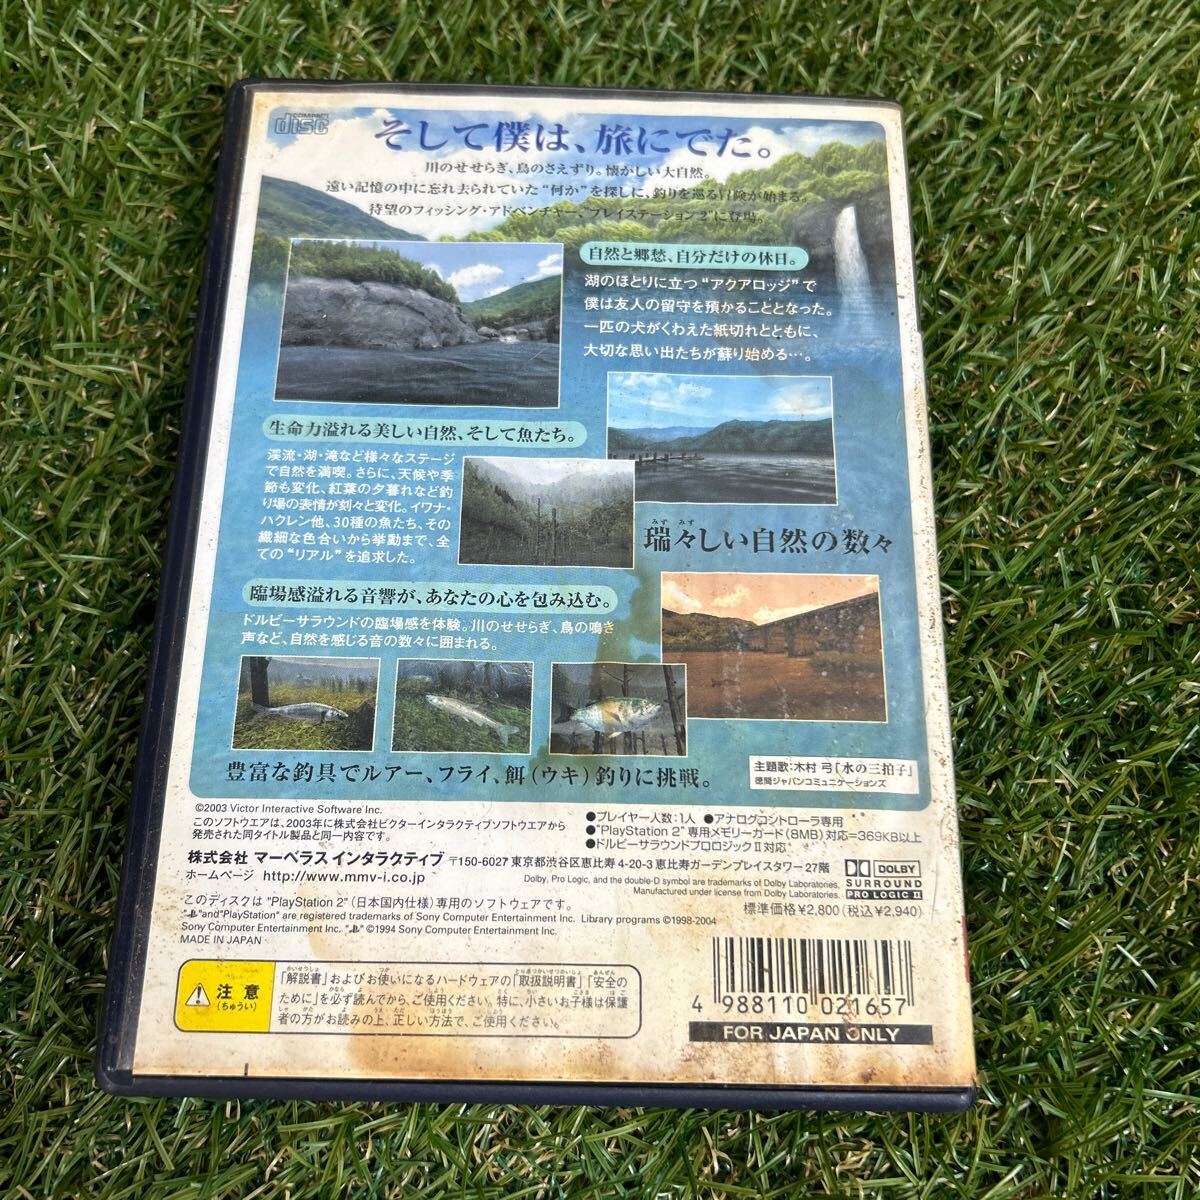 COMPACT
disc
そして僕は、旅にでた。
川のせせらぎ、鳥のさえずり。懐かしい大自然。
遠い記憶の中に忘れ去られていた“何か”を探しに、釣りを巡る冒険が始まる。
待望のフィッシング・アドベンチャー、“プレイステーション2”に登場。
自然と郷愁、自分だけの休日。
湖のほとりに立つ“アクアロッジ”で
僕は友人の留守を預かることとなった。
一匹の犬がくわえた紙切れとともに、
大切な思い出たちが蘇り始める…。
生命力溢れる美しい自然、そして魚たち。
渓流・湖・滝など様々なステージ
で自然を満喫。さらに、天候や季
節も変化、紅葉の夕暮れなど釣
り場の表情が刻々と変化。イワナ・
ハクレン他、30種の魚たち、その
繊細な色合いから挙動まで、全
ての“リアル”を追求した。
みず みず
瑞々しい自然の数々
臨場感溢れる音響が、あなたの心を包み込む。
ドルビーサラウンドの臨場感を体験。川のせせらぎ、鳥の鳴き
声など、自然を感じる音の数々に囲まれる。
豊富な釣具でルアー、フライ、餌(ウキ)釣りに挑戦。
主題歌:木村 弓「水の三拍子」
徳間ジャパンコミュニケーションズ
©2003 Victor Interactive Software Inc.
このソフトウエアは、2003年に株式会社ビクターインタラクティブソフトウエアから
発売された同タイトル製品と同一内容です。
●プレイヤー人数:1人 ●アナログコントローラ専用
●"PlayStation 2"専用メモリーカード(8MB)対応=369KB以上
●ドルビーサラウンドプロロジックⅡ対応
株式会社 マーベラス インタラクティブ 〒150-6027 東京都渋谷区恵比寿 4-20-3 恵比寿ガーデンプレイスタワー 27階
ホームページ http://www.mmv-i.co.jp
Dolby, Pro Logic, and the double-D symbol are trademarks of Dolby Laboratories.
Manufactured under license from Dolby Laboratories.
DOLBY
SURROUND
PRO LOGIC II
このディスクは "PlayStation 2"(日本国内仕様)専用のソフトウェアです。
標準価格¥2,800(税込¥2,940)
" "and"PlayStation" are registered trademarks of Sony Computer Entertainment Inc. Library programs ©1998-2004
Sony Computer Entertainment Inc. " " ©1994 Sony Computer Entertainment Inc.
MADE IN JAPAN
注意
(ちゅうい)
「解説書」およびお使いになるハードウェアの「取扱説明書」「安全の
ために」を必ず読んでから、ご使用ください。特に、小さいお子様は保護
者の方がお読みの上、正しい方法で、ご使用ください。
4 988110 021657
FOR JAPAN ONLY